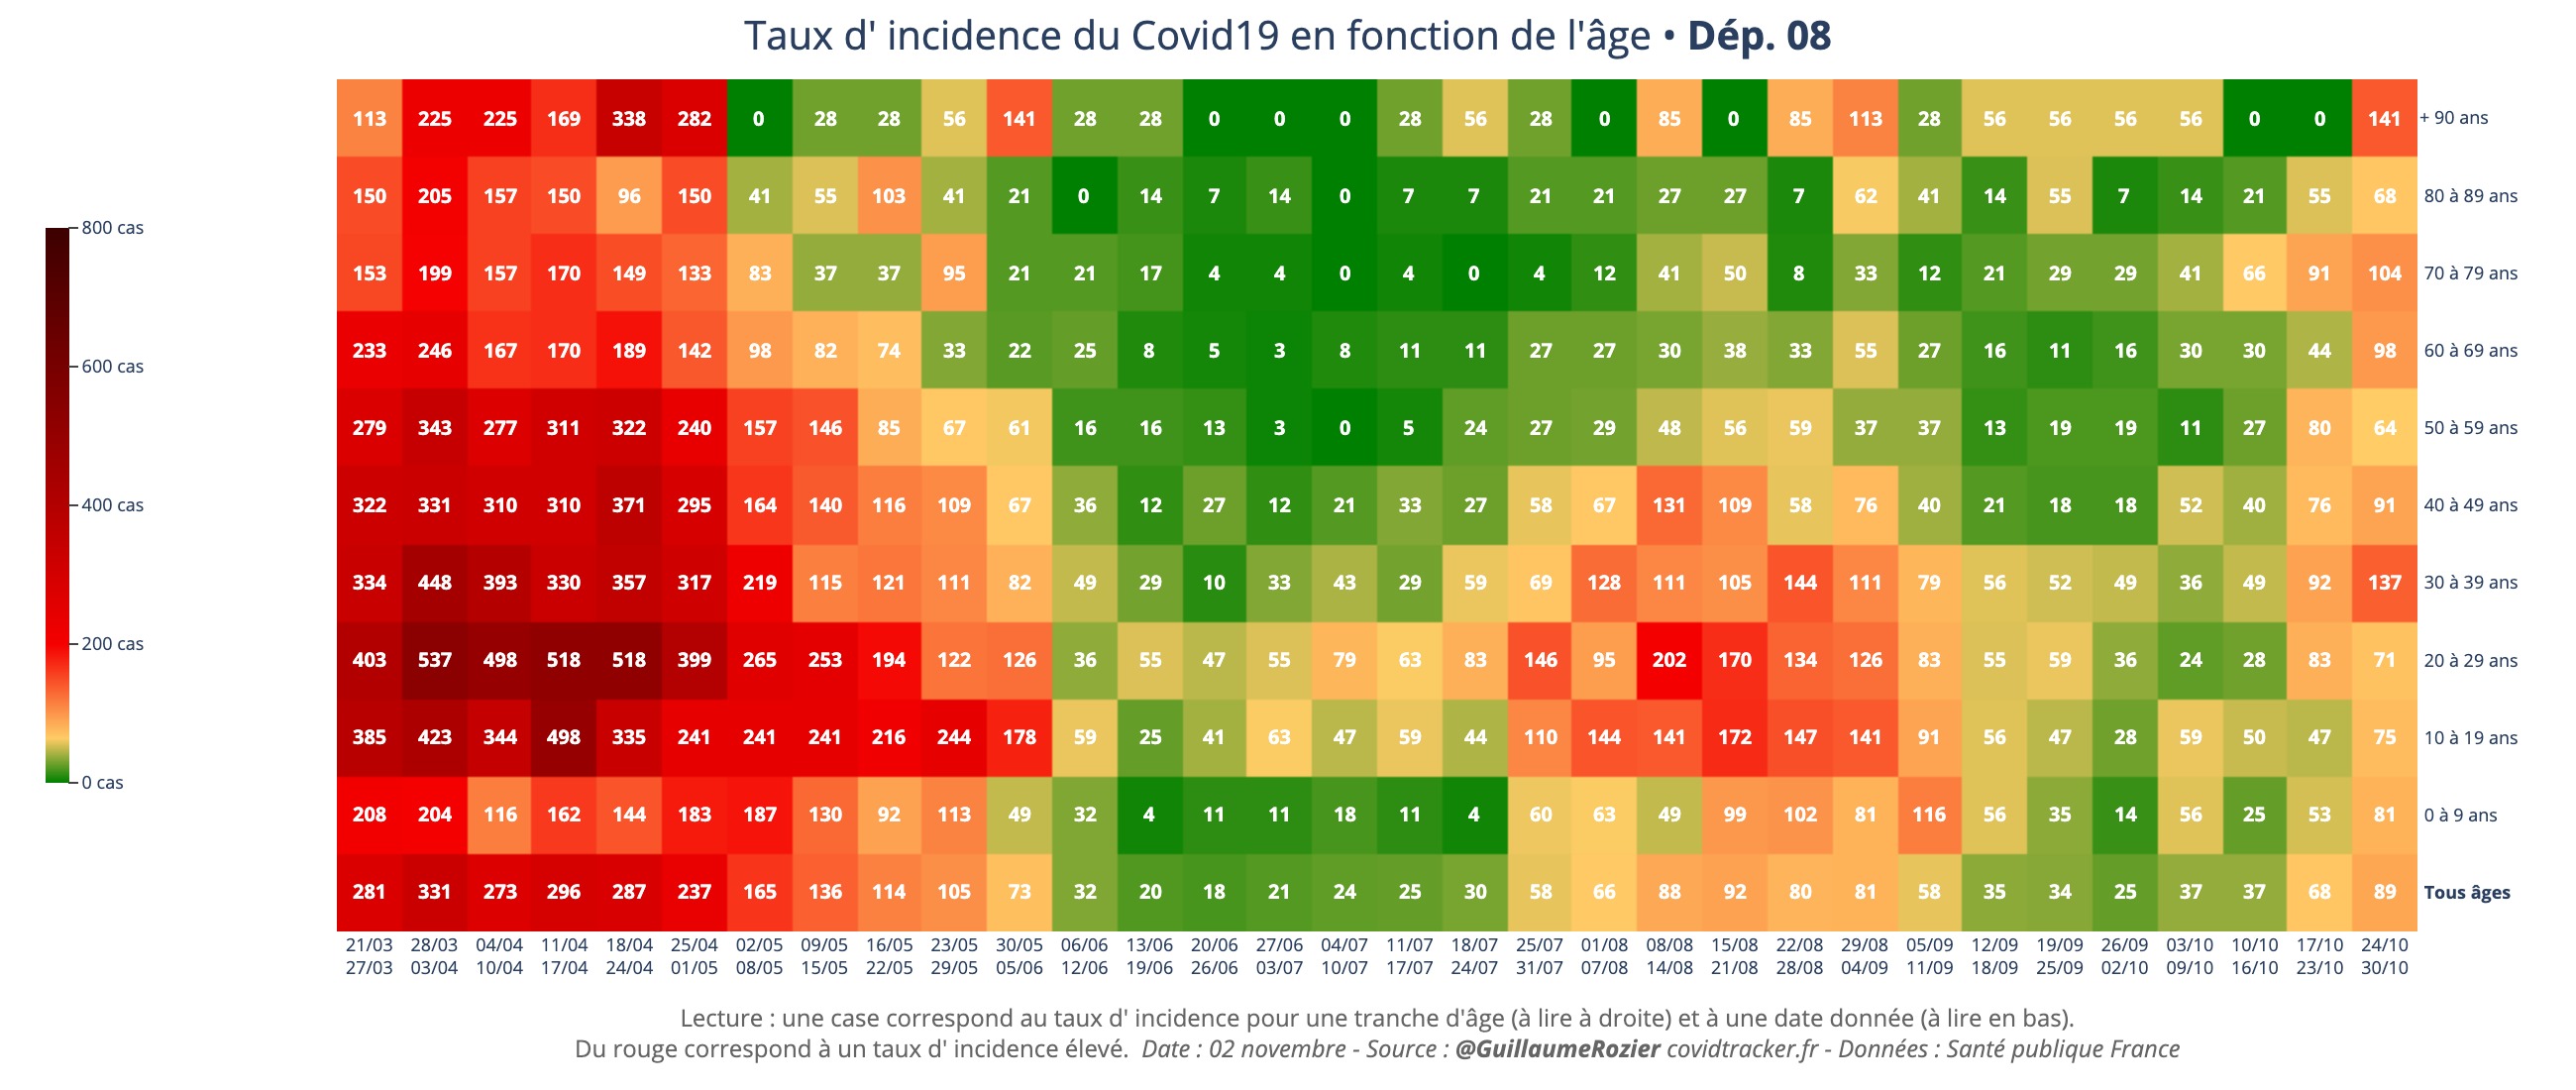 Taux d' incidence du Covid19 en fonction de l'âge • Dép. 08
113 225 225 169 338 282 0 28 28 56 141 28 28 0 0 0 28 56 28 0 85 0 85 113 28 56 56 56 56 0 0 141 + 90 ans
150 205 157 150 96 150 41 55 103 41 21 0 14 7 14 0 7 7 21 21 27 27 7 62 41 14 55 7 14 21 55 68 80 à 89 ans
800 cas
153 199 157 170 149 133 83 37 37 95 21 21 17 4 4 0 4 0 4 12 41 50 8 33 12 21 29 29 41 66 91 104 70 à 79 ans
233 246 167 170 189 142 98 82 74 33 22 25 8 5 3 8 11 11 27 27 30 38 33 55 27 16 11 16 30 30 44 98 60 à 69 ans
600 cas
279 343 277 311 322 240 157 146 85 67 61 16 16 13 3 0 5 24 27 29 48 56 59 37 37 13 19 19 11 27 80 64 50 à 59 ans
400 cas
322 331 310 310 371 295 164 140 116 109 67 36 12 27 12 21 33 27 58 67 131 109 58 76 40 21 18 18 52 40 76 91 40 à 49 ans
334 448 393 330 357 317 219 115 121 111 82 49 29 10 33 43 29 59 69 128 111 105 144 111 79 56 52 49 36 49 92 137 30 à 39 ans
200 cas
403 537 498 518 518 399 265 253 194 122 126 36 55 47 55 79 63 83 146 95 202 170 134 126 83 55 59 36 24 28 83 71 20 à 29 ans
385 423 344 498 335 241 241 241 216 244 178 59 25 41 63 47 59 44 110 144 141 172 147 141 91 56 47 28 59 50 47 75 10 à 19 ans
0 cas
208 204 116 162 144 183 187 130 92 113 49 32 4 11 11 18 11 4 60 63 49 99 102 81 116 56 35 14 56 25 53 81 0 à 9 ans
281 331 273 296 287 237 165 136 114 105 73 32 20 18 21 24 25 30 58 66 88 92 80 81 58 35 34 25 37 37 68 89 Tous âges
21/03 28/03 04/04 11/04 18/04 25/04 02/05 09/05 16/05 23/05 30/05 06/06 13/06 20/06 27/06 04/07 11/07 18/07 25/07 01/08 08/08 15/08 22/08 29/08 05/09 12/09 19/09 26/09 03/10 10/10 17/10 24/10
27/03 03/04 10/04 17/04 24/04 01/05 08/05 15/05 22/05 29/05 05/06 12/06 19/06 26/06 03/07 10/07 17/07 24/07 31/07 07/08 14/08 21/08 28/08 04/09 11/09 18/09 25/09 02/10 09/10 16/10 23/10 30/10
Lecture : une case correspond au taux d' incidence pour une tranche d'âge (à lire à droite) et à une date donnée (à lire en bas).
Du rouge correspond à un taux d' incidence élevé. Date : 02 novembre - Source : @GuillaumeRozier covidtracker.fr - Données : Santé publique France